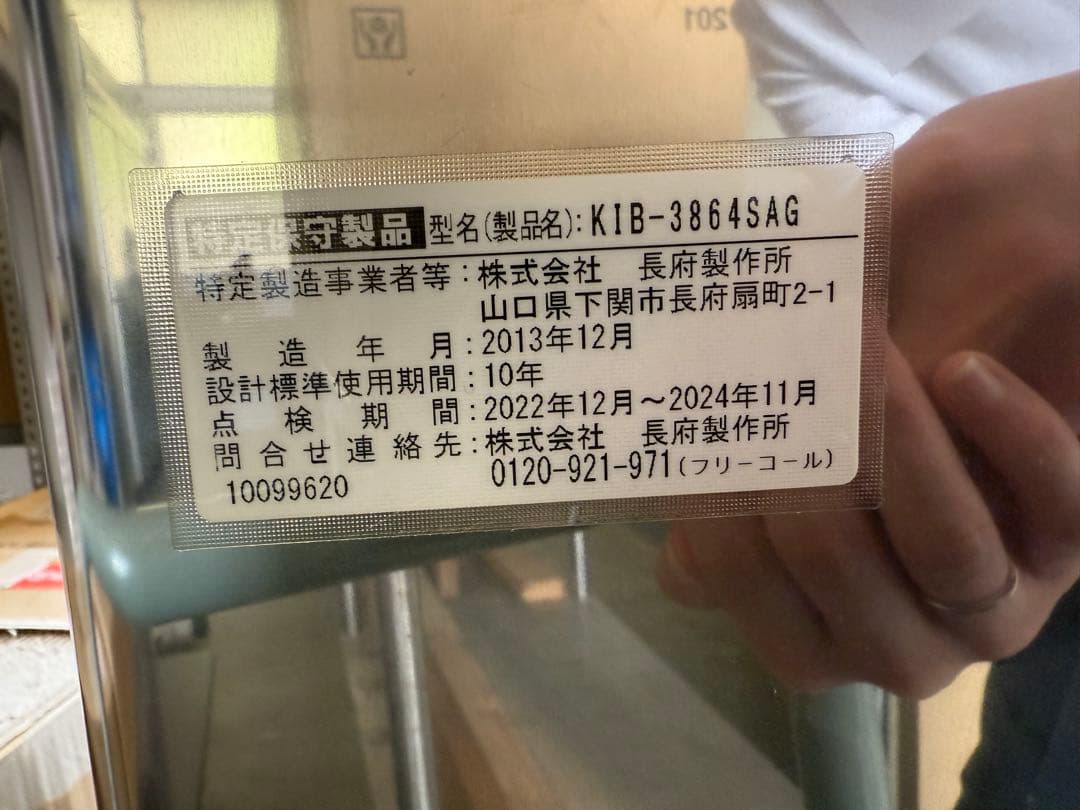 201
特定保守製品 型名(製品名):KIB-3864SAG
特定製造事業者等:株式会社 長府製作所
山口県下関市長府扇町2-1
製造年月:2013年12月
設計標準使用期間:10年
点検期間:2022年12月～2024年11月
問合せ連絡先:株式会社 長府製作所
10099620 0120-921-971(フリーコール)